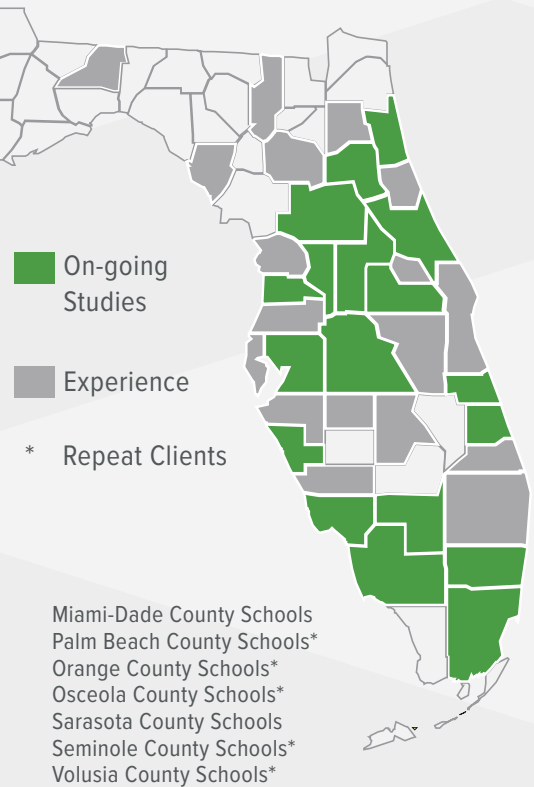 On-going
Studies
Experience
* Repeat Clients
Miami-Dade County Schools
Palm Beach County Schools*
Orange County Schools*
Osceola County Schools*
Sarasota County Schools
Seminole County Schools*
Volusia County Schools*